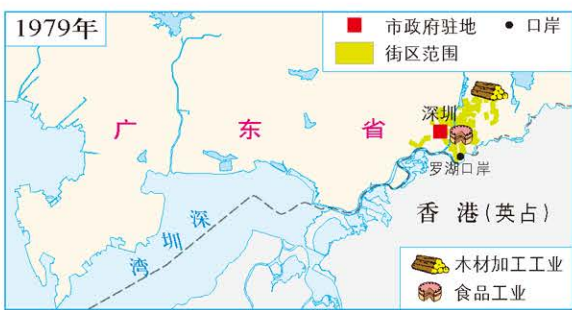 1979年
市政府驻地
口岸
街区范围
广东省
深圳
罗湖口岸
深圳湾
香港(英占)
木材加工工业
食品工业